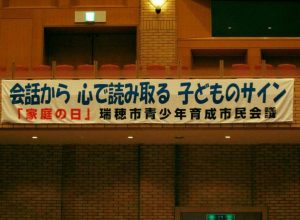 会話から 心で読み取る 子どものサイン
「家庭の日」 瑞穂市青少年育成市民会議